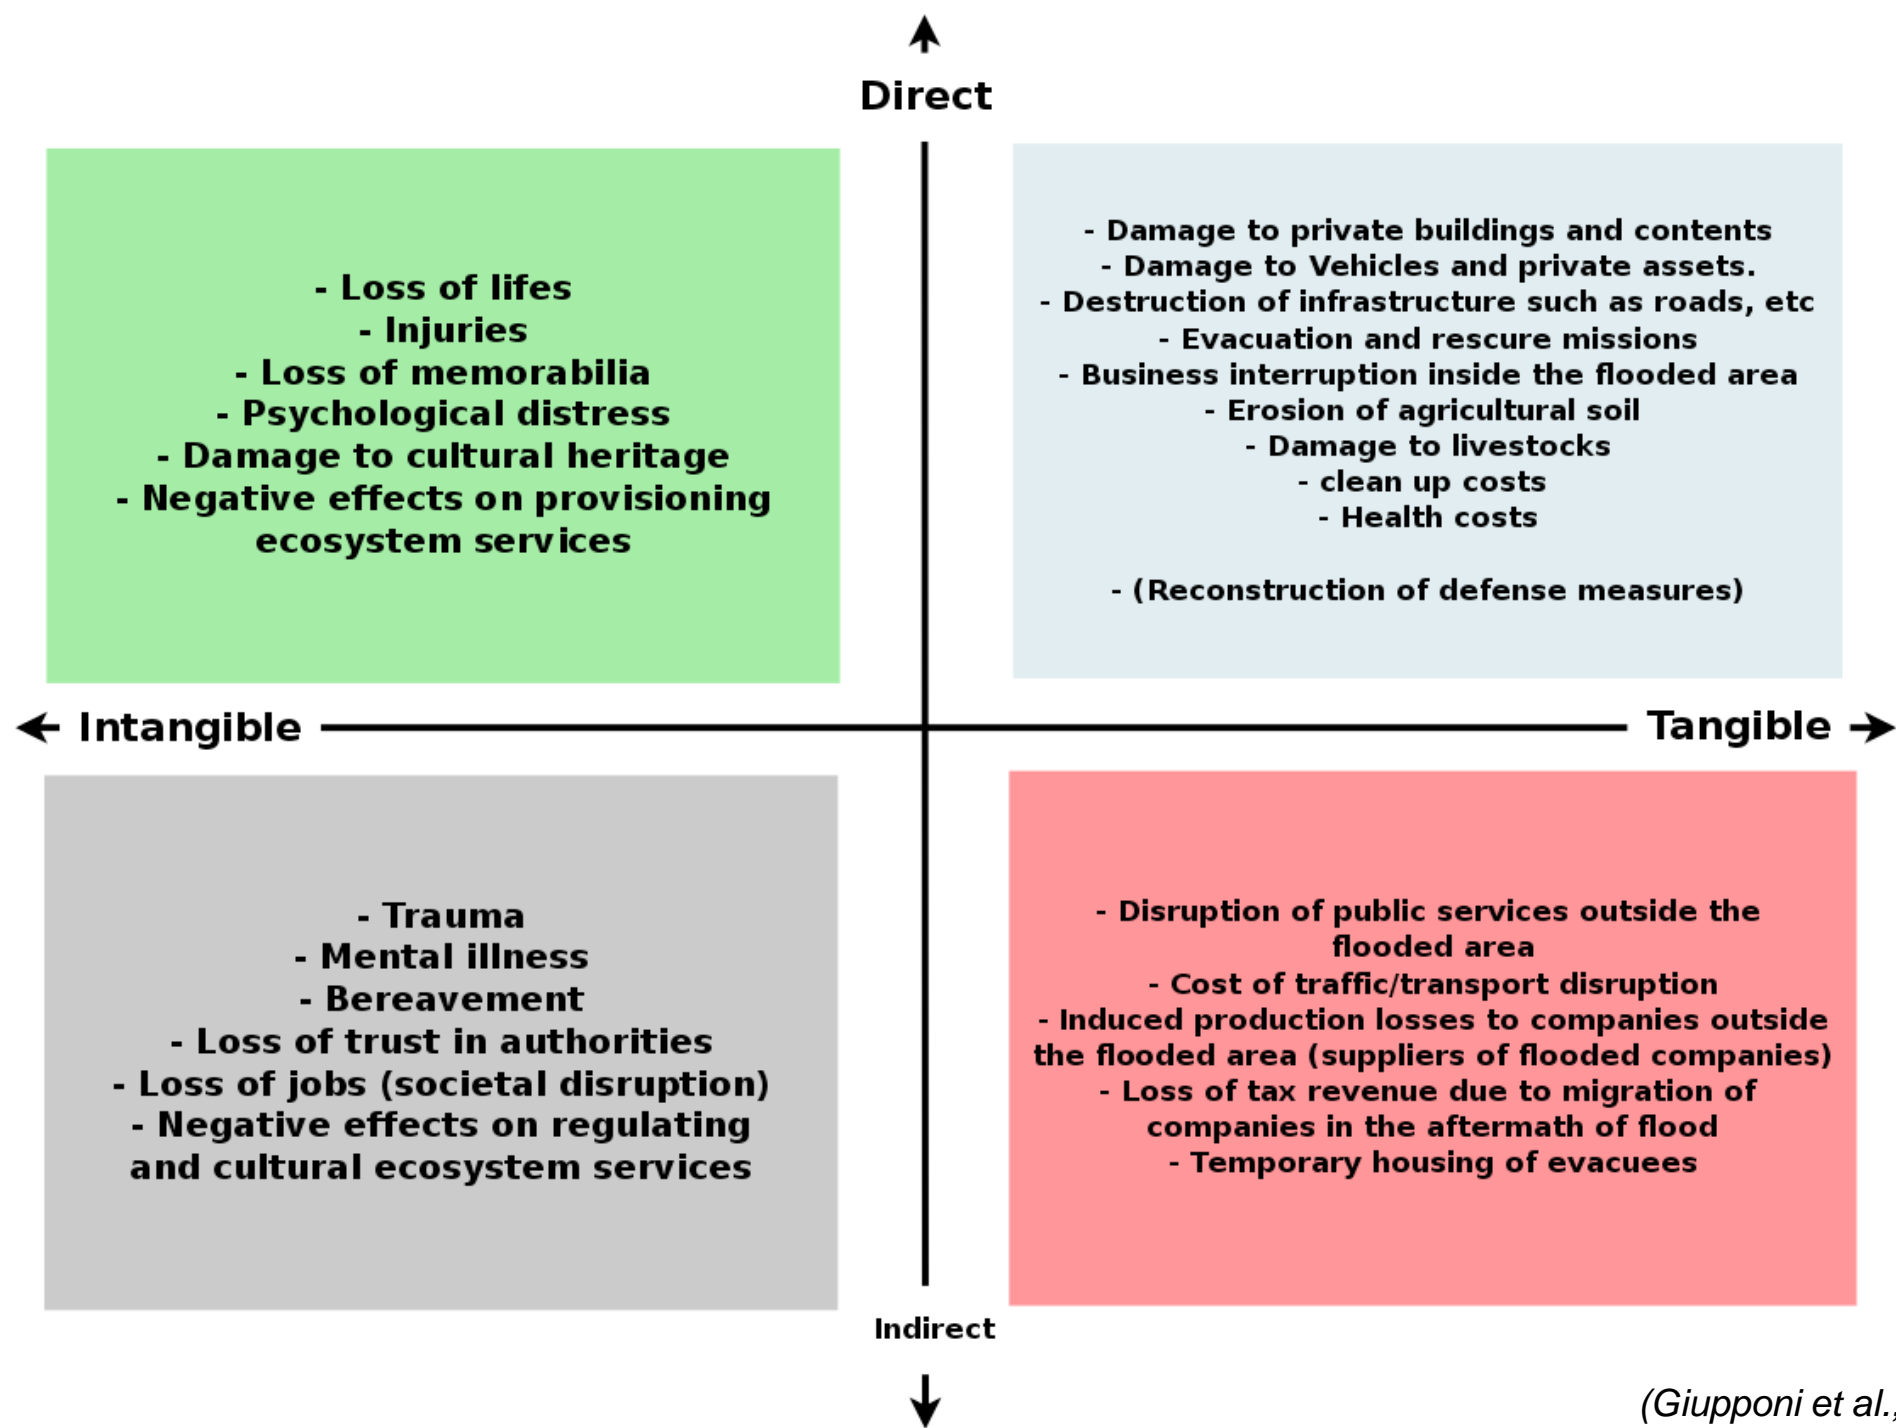 Direct
- Loss of lifes
- Injuries
- Loss of memorabilia
- Psychological distress
- Damage to cultural heritage
- Negative effects on provisioning
ecosystem services
- Damage to private buildings and contents
- Damage to Vehicles and private assets.
- Destruction of infrastructure such as roads, etc
- Evacuation and rescure missions
- Business interruption inside the flooded area
- Erosion of agricultural soil
- Damage to livestocks
- clean up costs
- Health costs
- (Reconstruction of defense measures)
Intangible
Tangible
- Trauma
- Mental illness
- Bereavement
- Loss of trust in authorities
- Loss of jobs (societal disruption)
- Negative effects on regulating
and cultural ecosystem services
- Disruption of public services outside the
flooded area
- Cost of traffic/transport disruption
- Induced production losses to companies outside
the flooded area (suppliers of flooded companies)
- Loss of tax revenue due to migration of
companies in the aftermath of flood
- Temporary housing of evacuees
Indirect
(Giupponi et al.,